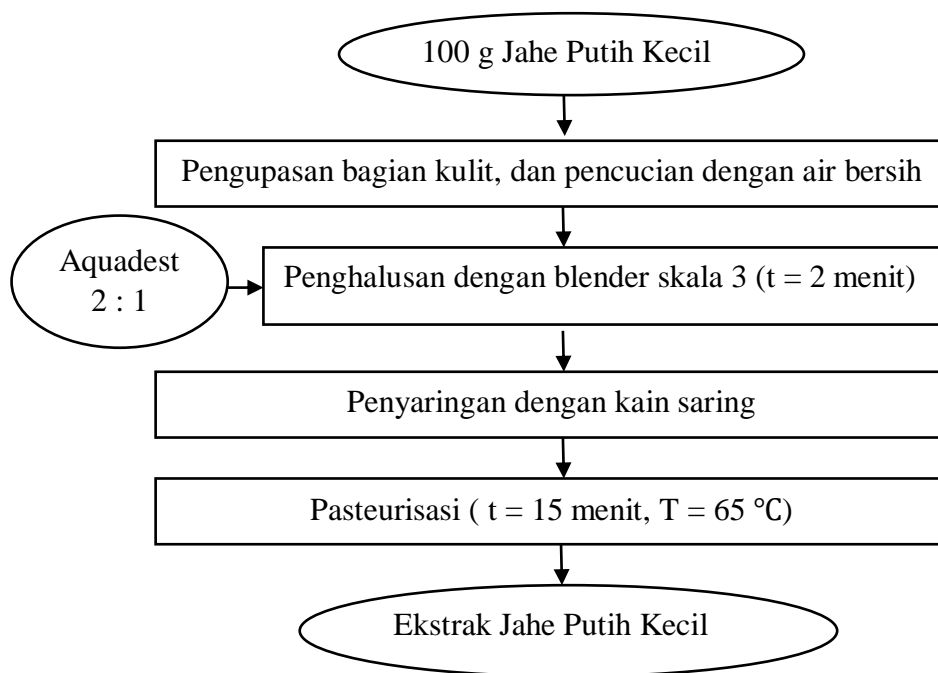 100 g Jahe Putih Kecil
Pengupasan bagian kulit, dan pencucian dengan air bersih
Aquadest
2 : 1
Penghalusan dengan blender skala 3 (t = 2 menit)
Penyaringan dengan kain saring
Pasteurisasi ( t = 15 menit, T = 65 ℃)
Ekstrak Jahe Putih Kecil